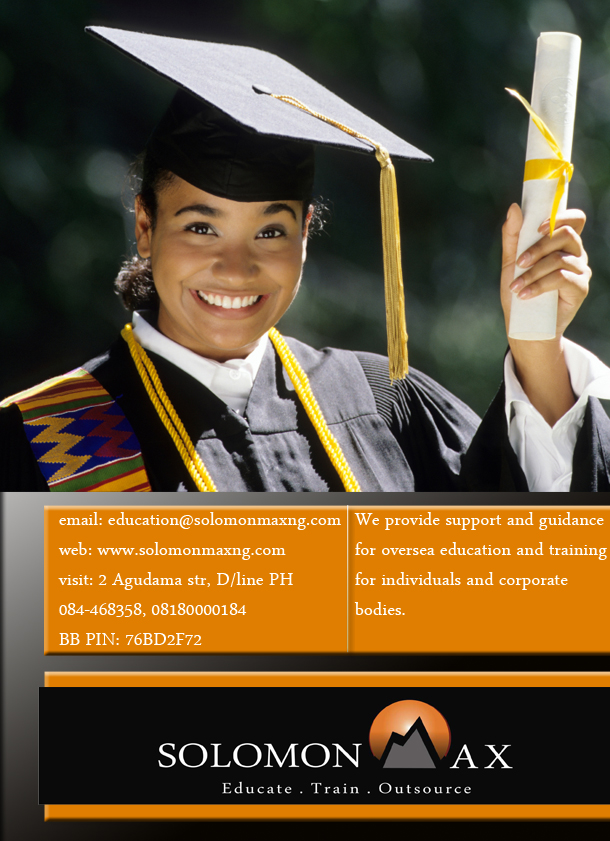 email: education@solomonmaxng.com
web: www.solomonmaxng.com
visit: 2 Agudama str, D/line PH
084-468358, 08180000184
BB PIN: 76BD2F72
We provide support and guidance
for oversea education and training
for individuals and corporate
bodies.
SOLOMON AX
Educate . Train . Outsource